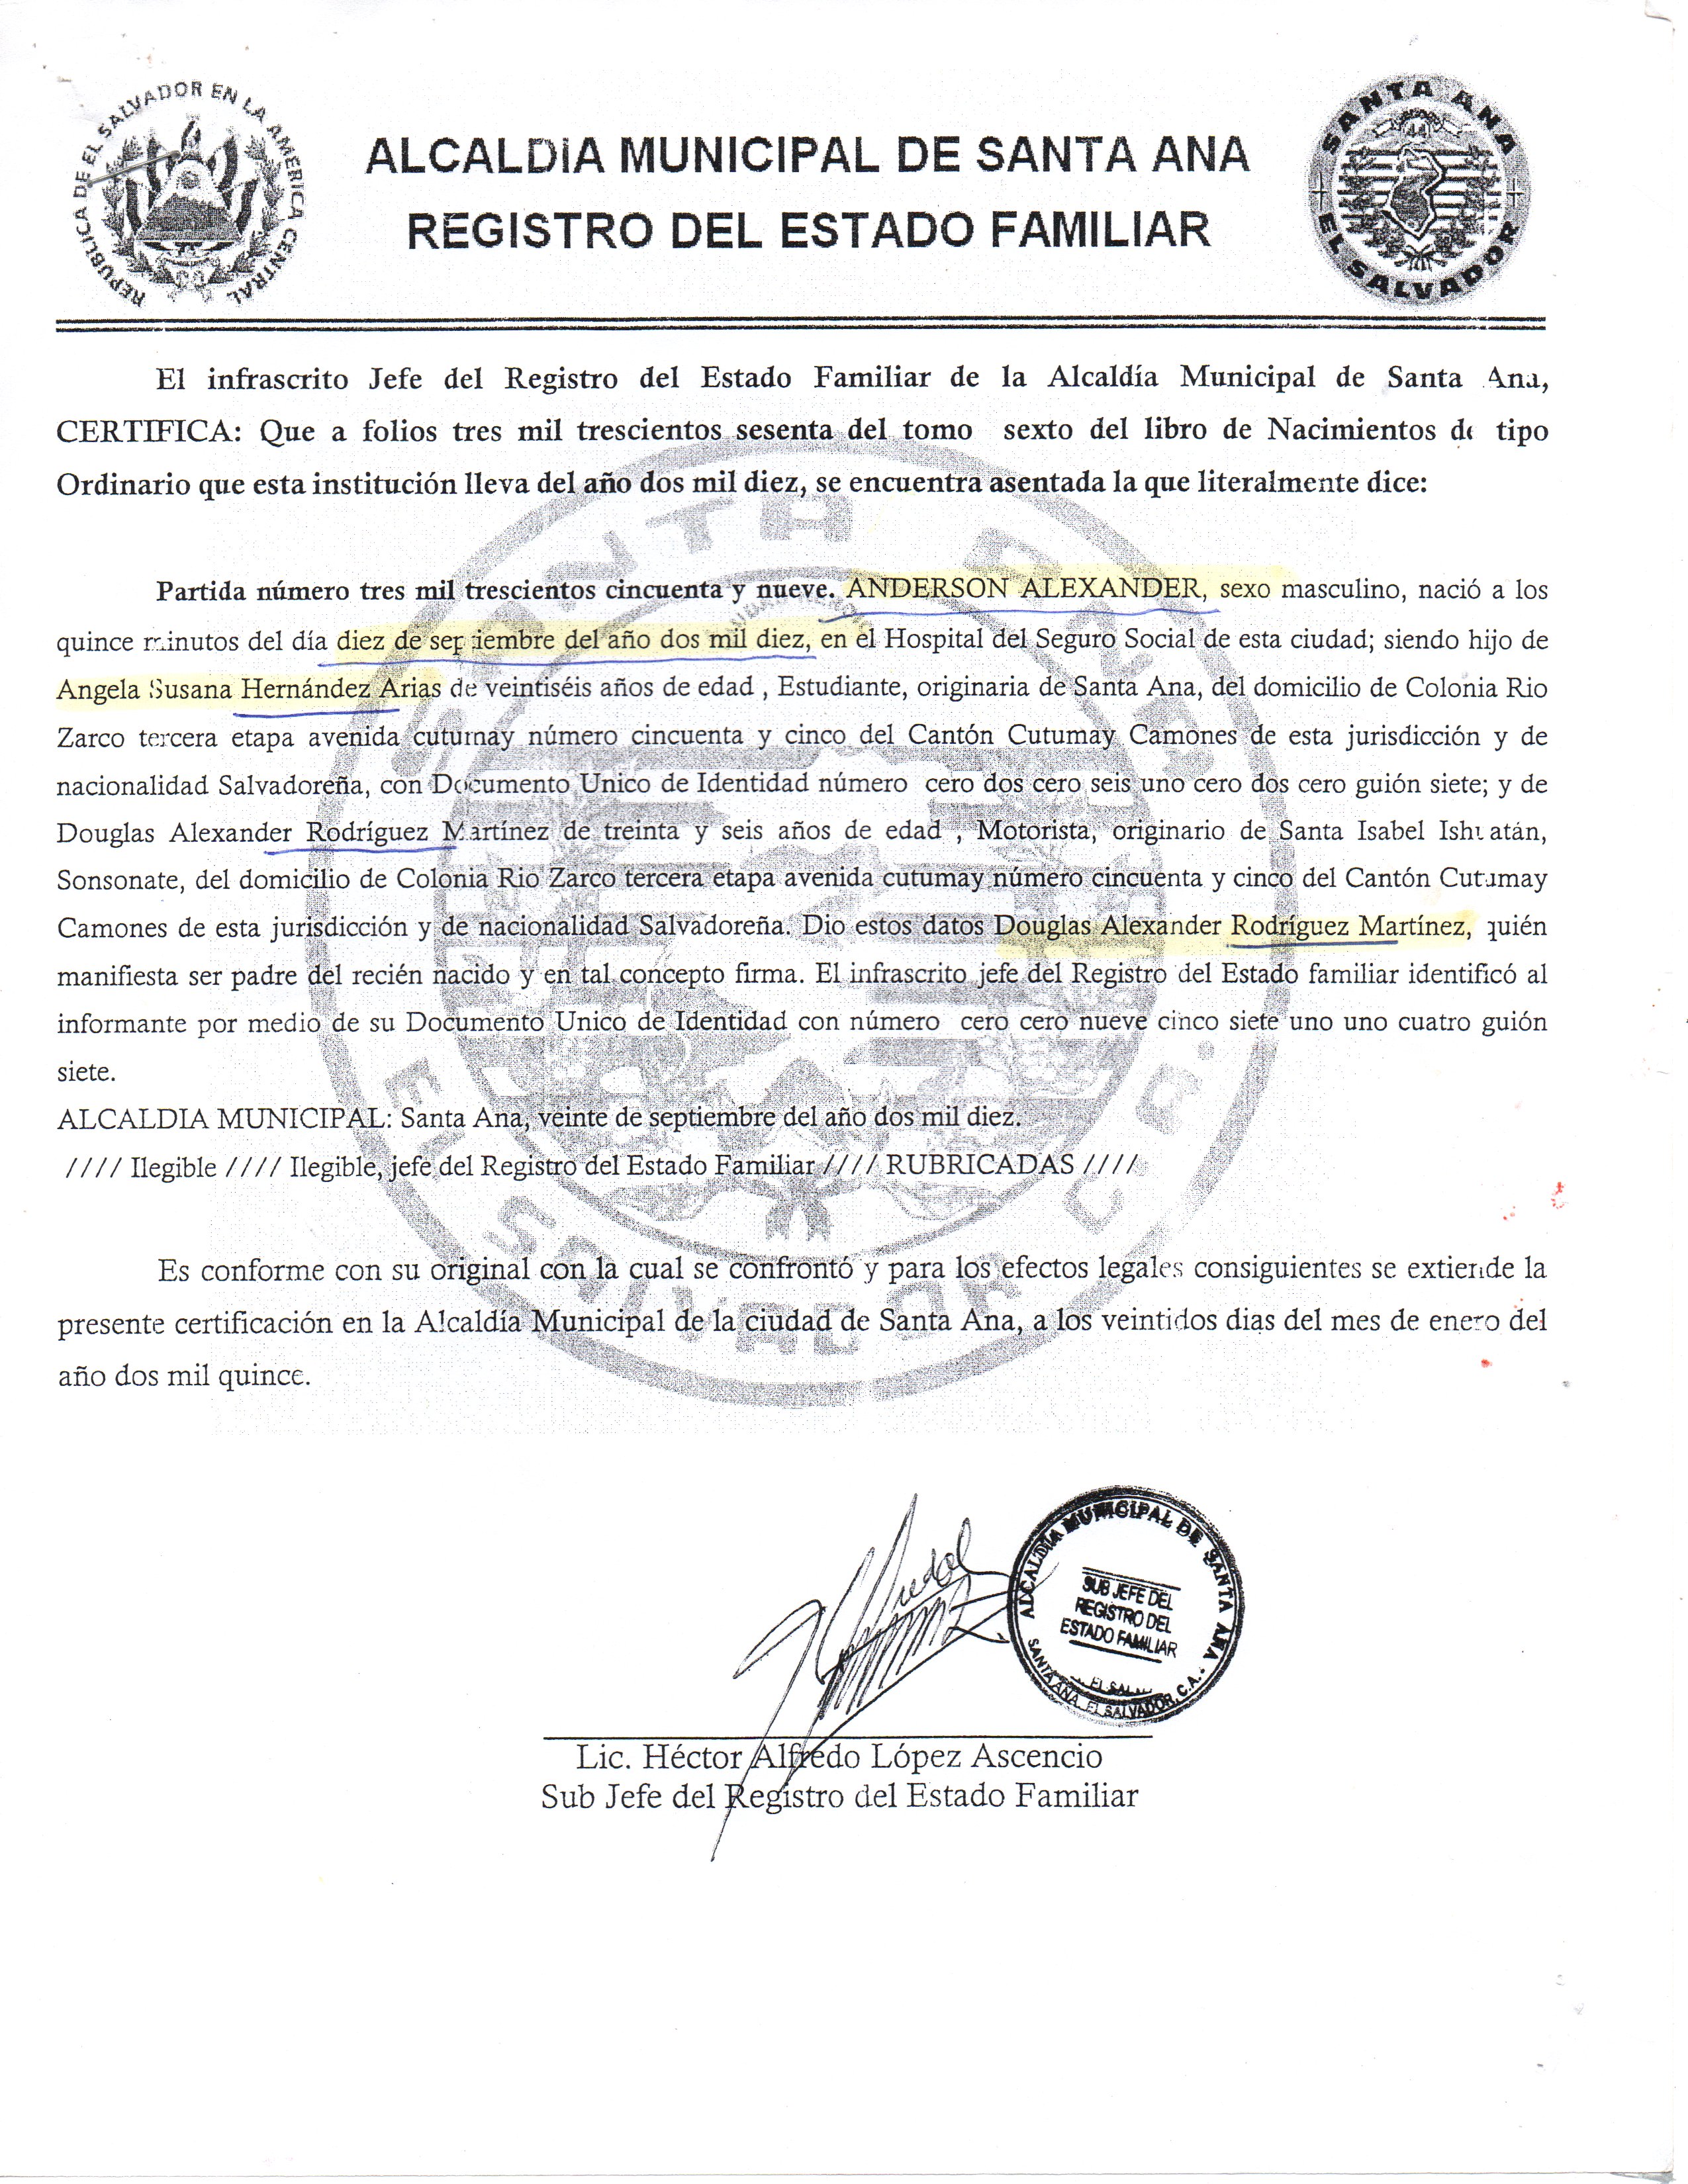 REPUBLICA DE EL SALVADOR EN LA AMERICA CENTRAL
SANTA ANA
EL SALVADOR
ALCALDIA MUNICIPAL DE SANTA ANA
REGISTRO DEL ESTADO FAMILIAR
El infrascrito Jefe del Registro del Estado Familiar de la Alcaldía Municipal de Santa Ana,
CERTIFICA: Que a folios tres mil trescientos sesenta del tomo sexto del libro de Nacimientos de tipo
Ordinario que esta institución lleva del año dos mil diez, se encuentra asentada la que literalmente dice:
Partida número tres mil trescientos cincuenta y nueve. ANDERSON ALEXANDER, sexo masculino, nació a los
quince minutos del día diez de septiembre del año dos mil diez, en el Hospital del Seguro Social de esta ciudad; siendo hijo de
Angela Susana Hernández Arias de veintiséis años de edad , Estudiante, originaria de Santa Ana, del domicilio de Colonia Rio
Zarco tercera etapa avenida cutumay número cincuenta y cinco del Cantón Cutumay Camones de esta jurisdicción y de
nacionalidad Salvadoreña, con Documento Unico de Identidad número cero dos cero seis uno cero dos cero guión siete; y de
Douglas Alexander Rodríguez Martínez de treinta y seis años de edad , Motorista, originario de Santa Isabel Ishuatán,
Sonsonate, del domicilio de Colonia Rio Zarco tercera etapa avenida cutumay número cincuenta y cinco del Cantón Cutumay
Camones de esta jurisdicción y de nacionalidad Salvadoreña. Dio estos datos Douglas Alexander Rodríguez Martínez, quién
manifiesta ser padre del recién nacido y en tal concepto firma. El infrascrito jefe del Registro del Estado familiar identificó al
informante por medio de su Documento Unico de Identidad con número cero cero nueve cinco siete uno uno cuatro guión
siete.
ALCALDIA MUNICIPAL: Santa Ana, veinte de septiembre del año dos mil diez.
//// Ilegible //// Ilegible, jefe del Registro del Estado Familiar //// RUBRICADAS ////
Es conforme con su original con la cual se confrontó y para los efectos legales consiguientes se extiende la
presente certificación en la Alcaldía Municipal de la ciudad de Santa Ana, a los veintidos dias del mes de enero del
año dos mil quince.
ALCALDIA MUNICIPAL DE SANTA ANA
SUB JEFE DEL
REGISTRO DEL
ESTADO FAMILIAR
SANTA ANA, EL SALVADOR, C.A.
Lic. Héctor Alfredo López Ascencio
Sub Jefe del Registro del Estado Familiar